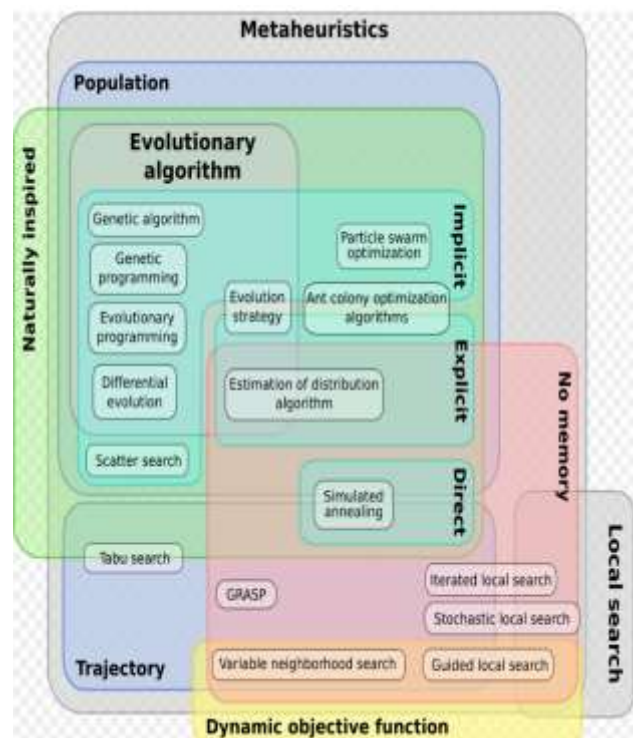 Metaheuristics
Population
Evolutionary
algorithm
Naturally inspired
Implicit
Genetic algorithm
Particle swarm
optimization
Genetic
programming
Evolution
strategy
Ant colony optimization
algorithms
Evolutionary
programming
Explicit
Differential
evolution
Estimation of distribution
algorithm
No memory
Scatter search
Direct
Simulated
annealing
Local search
Tabu search
GRASP
Iterated local search
Stochastic local search
Trajectory
Variable neighborhood search
Guided local search
Dynamic objective function